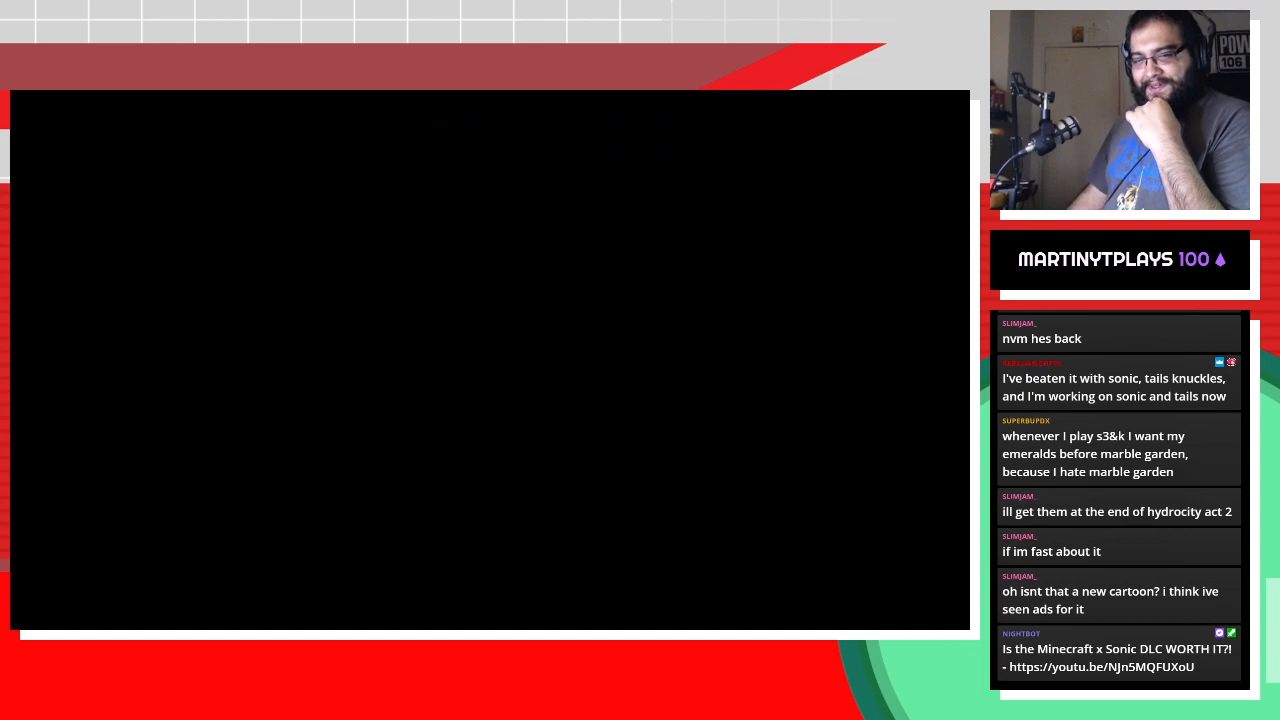 POW
106
MARTINYTPLAYS 100
SLIMJAM_
nvm hes back
I've beaten it with sonic, tails knuckles,
and I'm working on sonic and tails now
SUPERBUPDX
whenever I play s3&k I want my
emeralds before marble garden,
because I hate marble garden
SLIMJAM_
ill get them at the end of hydrocity act 2
SLIMJAM_
if im fast about it
SLIMJAM_
oh isnt that a new cartoon? i think ive
seen ads for it
NIGHTBOT
Is the Minecraft x Sonic DLC WORTH IT?!
- https://youtu.be/NJn5MQFUXoU